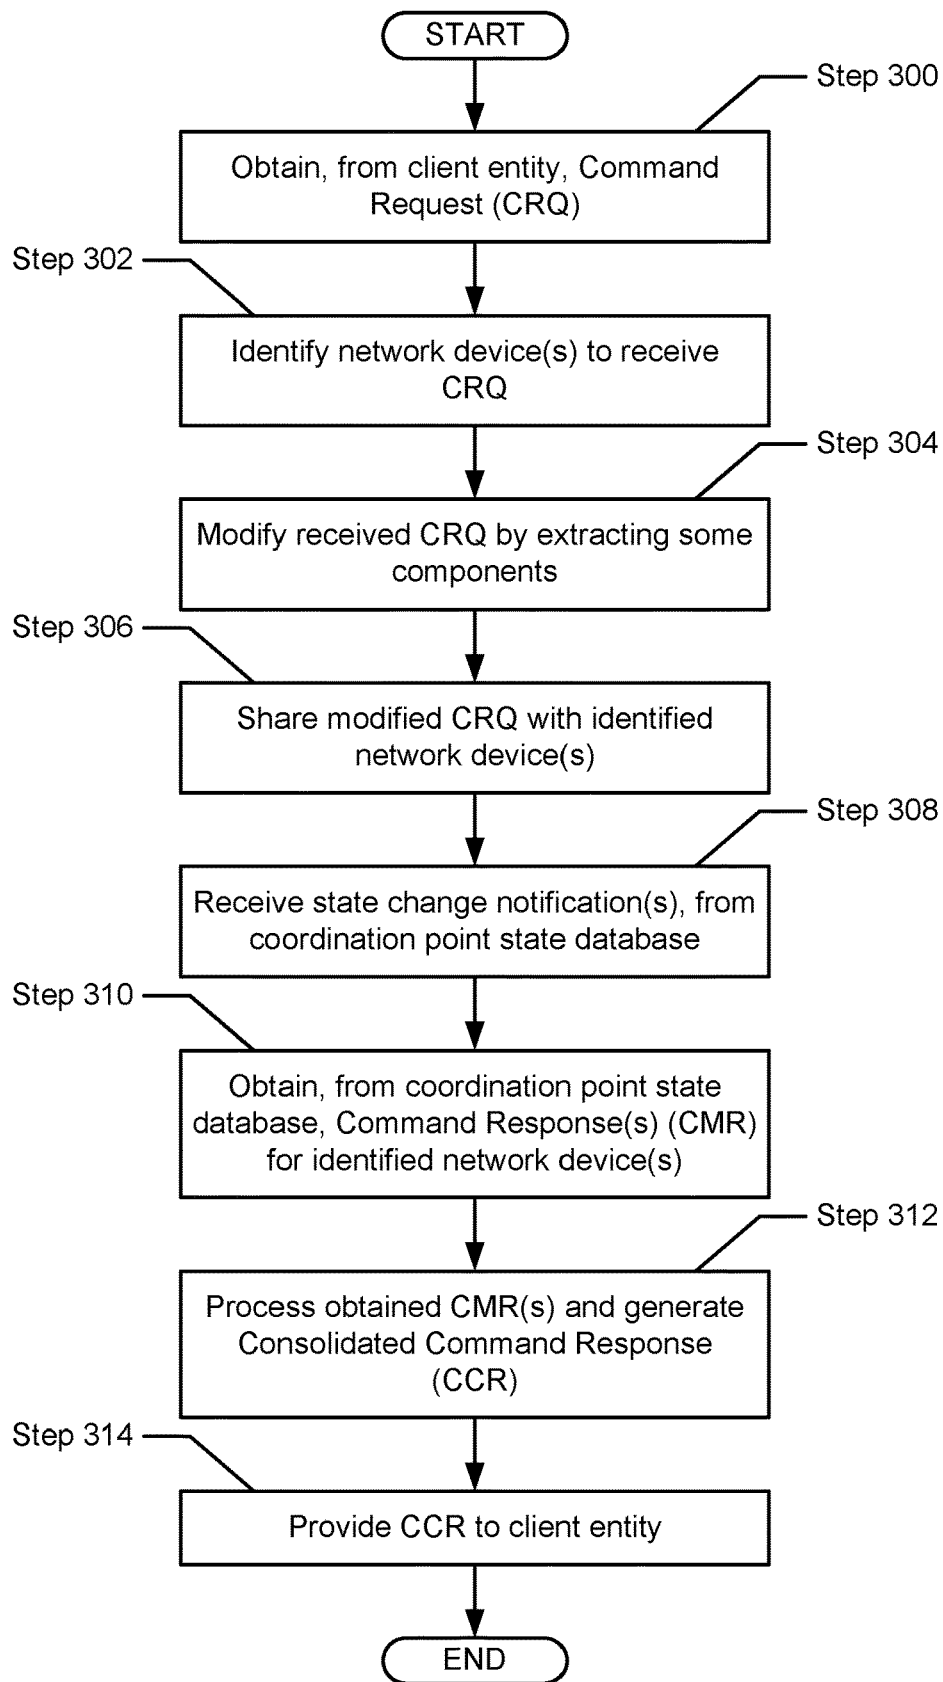 START
Step 300
Obtain, from client entity, Command
Request (CRQ)
Step 302
Identify network device(s) to receive
CRQ
Step 304
Modify received CRQ by extracting some
components
Step 306
Share modified CRQ with identified
network device(s)
Step 308
Receive state change notification(s), from
coordination point state database
Step 310
Obtain, from coordination point state
database, Command Response(s) (CMR)
for identified network device(s)
Step 312
Process obtained CMR(s) and generate
Consolidated Command Response
(CCR)
Step 314
Provide CCR to client entity
END